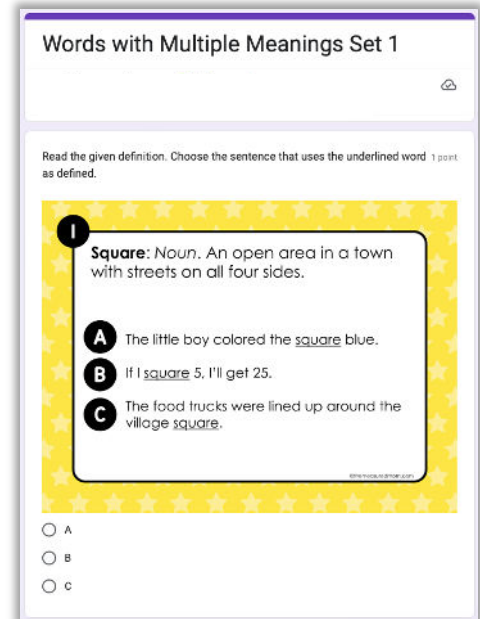 Words with Multiple Meanings Set 1
Read the given definition. Choose the sentence that uses the underlined word 1 point
as defined.
1
Square: Noun. An open area in a town
with streets on all four sides.
A The little boy colored the square blue.
B If I square 5, I'll get 25.
C The food trucks were lined up around the
village square.
©themeasuredmom.com
A
B
C